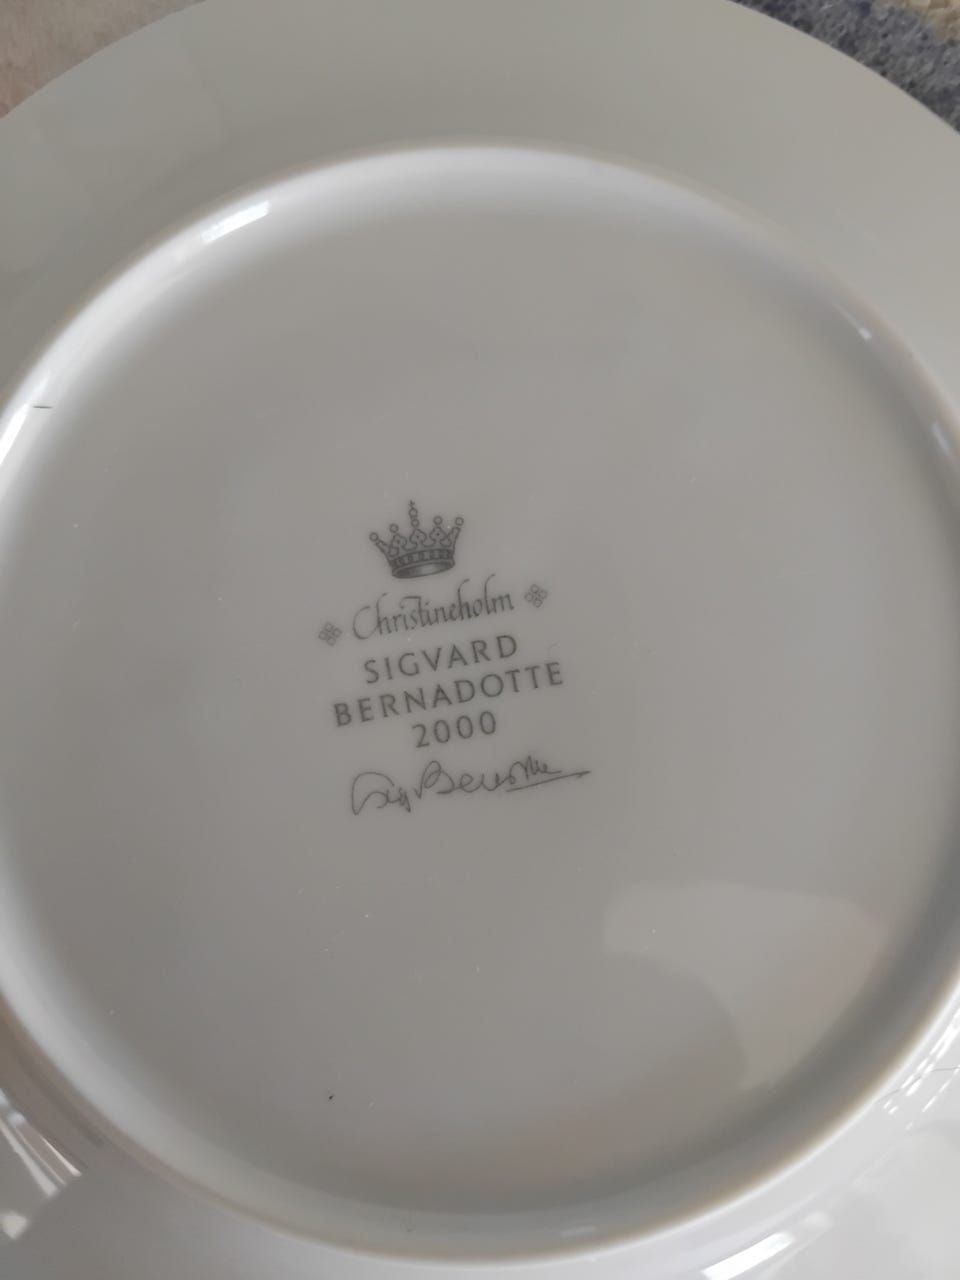 Christineholm
SIGVARD
BERNADOTTE
2000